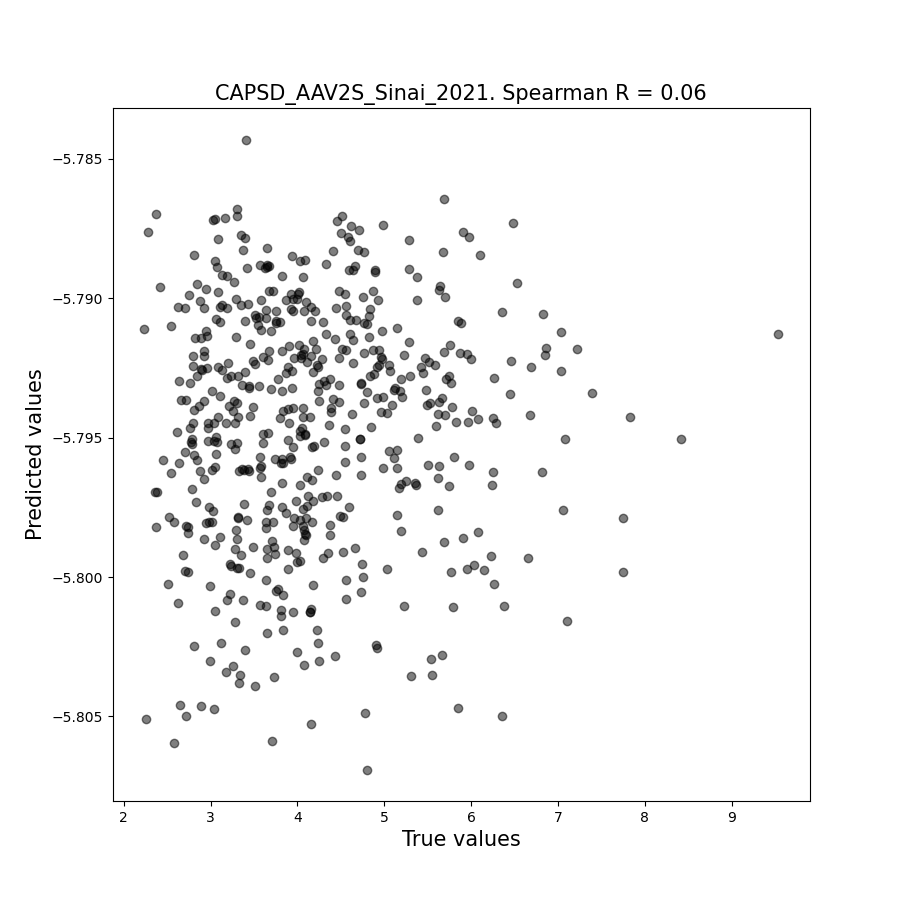 CAPSD_AAV2S_Sinai_2021. Spearman R = 0.06
Predicted values
−5.785
−5.790
−5.795
−5.800
−5.805
2 3 4 5 6 7 8 9
True values